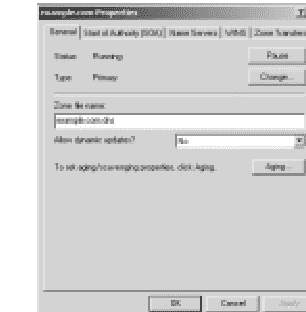 example.com Properties
General Start of Authority (SOA) Name Servers WINS Zone Transfers
Status: Running Pause
Type: Primary Change...
Zone file name:
example.com.dns
Allow dynamic updates? No
To set aging/scavenging properties, click Aging. Aging...
OK Cancel Apply